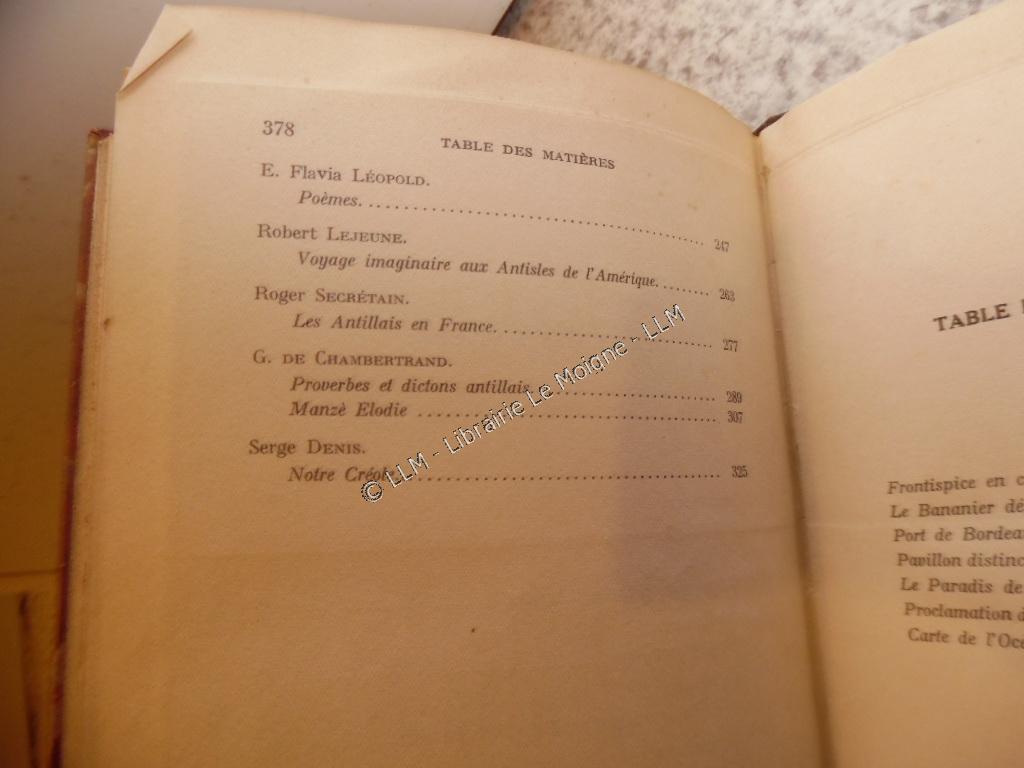 378
TABLE DES MATIÈRES
E. Flavia LÉOPOLD.
Poèmes. 247
Robert LEJEUNE.
Voyage imaginaire aux Antisles de l'Amérique. 263
Roger SECRÉTAIN.
Les Antillais en France. 277
G. DE CHAMBERTRAND.
Proverbes et dictons antillais. 289
Manzè Elodie 307
Serge DENIS.
Notre Créole 325
© LLM - Librairie Le Moigne - LLM
TABLE
Frontispice en
Le Bananier
Port de
Pavillon
Le Paradis de
Proclamation
Carte de